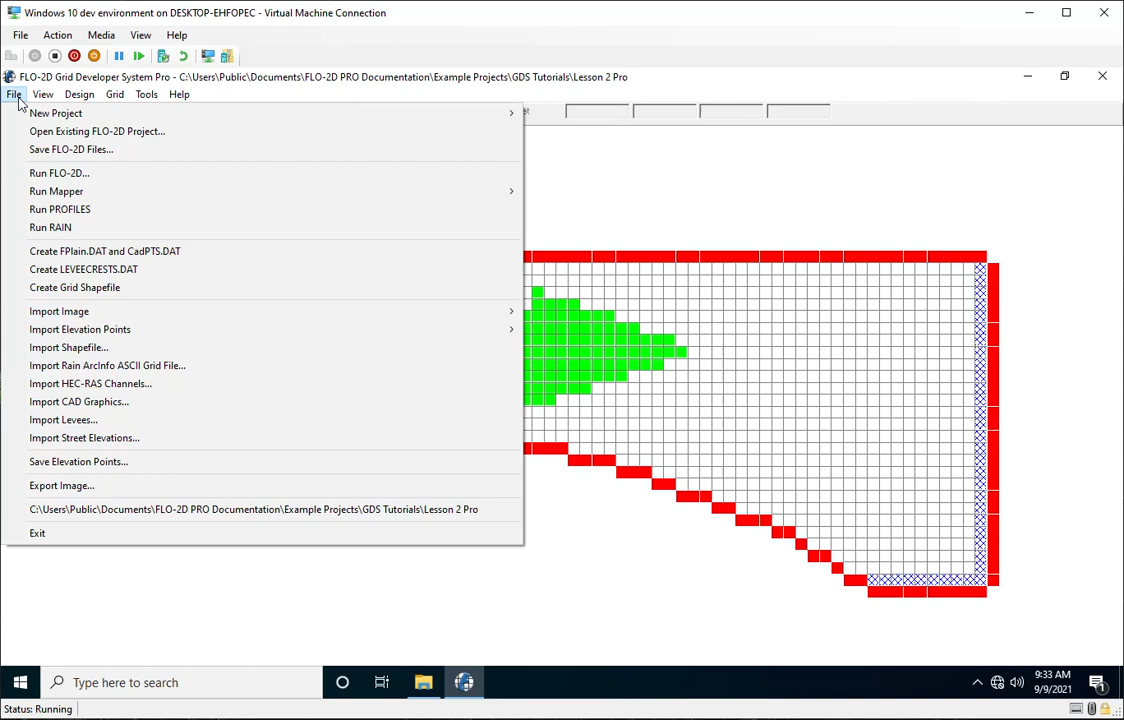 Windows 10 dev environment on DESKTOP-EHFOPEC - Virtual Machine Connection
File Action Media View Help
FLO-2D Grid Developer System Pro - C:\Users\Public\Documents\FLO-2D PRO Documentation\Example Projects\GDS Tutorials\Lesson 2 Pro
File View Design Grid Tools Help
New Project
Open Existing FLO-2D Project...
Save FLO-2D Files...
Run FLO-2D...
Run Mapper
Run PROFILES
Run RAIN
Create FPlain.DAT and CadPTS.DAT
Create LEVEECRESTS.DAT
Create Grid Shapefile
Import Image
Import Elevation Points
Import Shapefile...
Import Rain ArcInfo ASCII Grid File...
Import HEC-RAS Channels...
Import CAD Graphics...
Import Levees...
Import Street Elevations...
Save Elevation Points...
Export Image...
C:\Users\Public\Documents\FLO-2D PRO Documentation\Example Projects\GDS Tutorials\Lesson 2 Pro
Exit
Type here to search
9:33 AM
9/9/2021
1
Status: Running